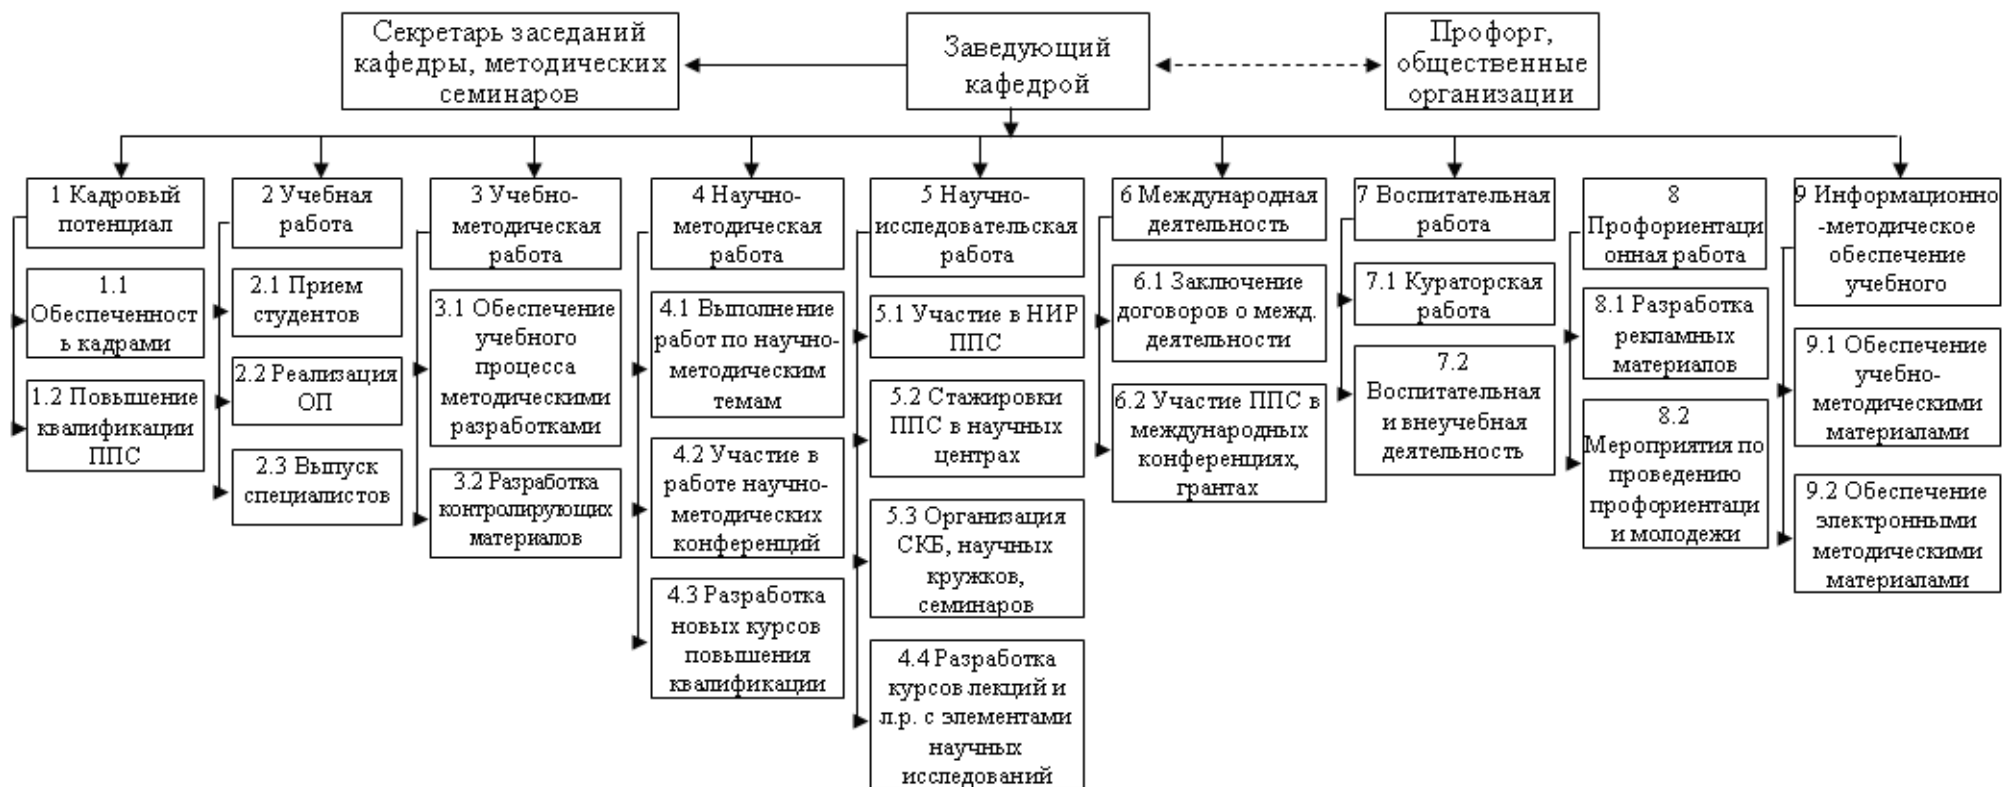 Секретарь заседаний
кафедры, методических
семинаров
Заведующий
кафедрой
Профорг,
общественные
организации
1 Кадровый
потенциал
1.1
Обеспеченност
ь кадрами
1.2 Повышение
квалификации
ППС
2 Учебная
работа
2.1 Прием
студентов
2.2 Реализация
ОП
2.3 Выпуск
специалистов
3 Учебно-
методическая
работа
3.1 Обеспечение
учебного
процесса
методическими
разработками
3.2 Разработка
контролирующих
материалов
4 Научно-
методическая
работа
4.1 Выполнение
работ по научно-
методическим
темам
4.2 Участие в
работе научно-
методических
конференций
4.3 Разработка
новых курсов
повышения
квалификации
5 Научно-
исследовательская
работа
5.1 Участие в НИР
ППС
5.2 Стажировки
ППС в научных
центрах
5.3 Организация
СКБ, научных
кружков,
семинаров
4.4 Разработка
курсов лекций и
л.р. с элементами
научных
исследований
6 Международная
деятельность
6.1 Заключение
договоров о межд.
деятельности
6.2 Участие ППС в
международных
конференциях,
грантах
7 Воспитательная
работа
7.1 Кураторская
работа
7.2
Воспитательная
и внеучебная
деятельность
8
Профориентаци
онная работа
8.1 Разработка
рекламных
материалов
8.2
Мероприятия по
проведению
профориентаци
и молодежи
9 Информационно
-методическое
обеспечение
учебного
9.1 Обеспечение
учебно-
методическими
материалами
9.2 Обеспечение
электронными
методическими
материалами